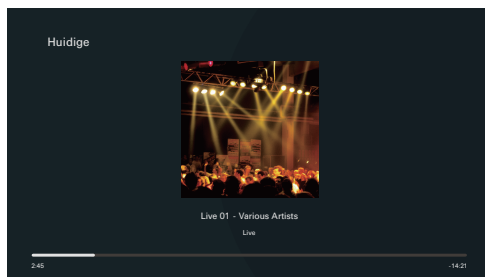 Huidige
Live 01 - Various Artists
Live
2:45
-14:21